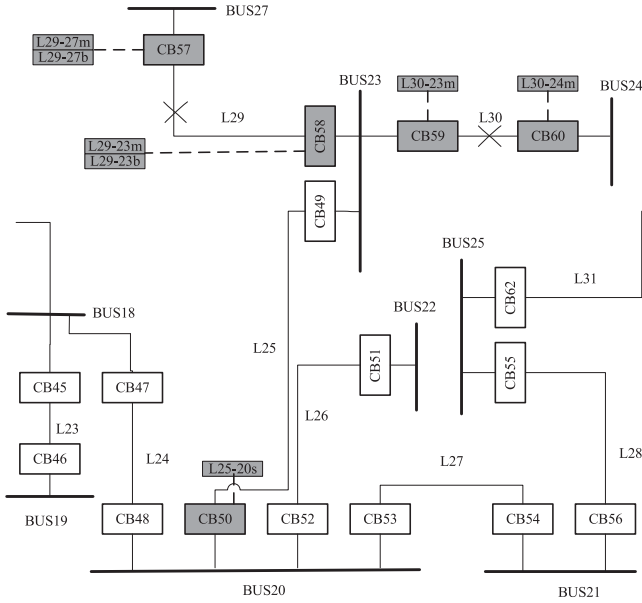 BUS27
L29-27m
L29-27b
CB57
BUS23
L30-23m
L30-24m
BUS24
L29
CB58
L30
CB59
CB60
L29-23m
L29-23b
CB49
BUS25
CB62
L31
BUS18
BUS22
L25
CB51
CB55
CB45
CB47
L26
L23
CB46
L24
L28
L25-20s
L27
BUS19
CB48
CB50
CB52
CB53
CB54
CB56
BUS20
BUS21